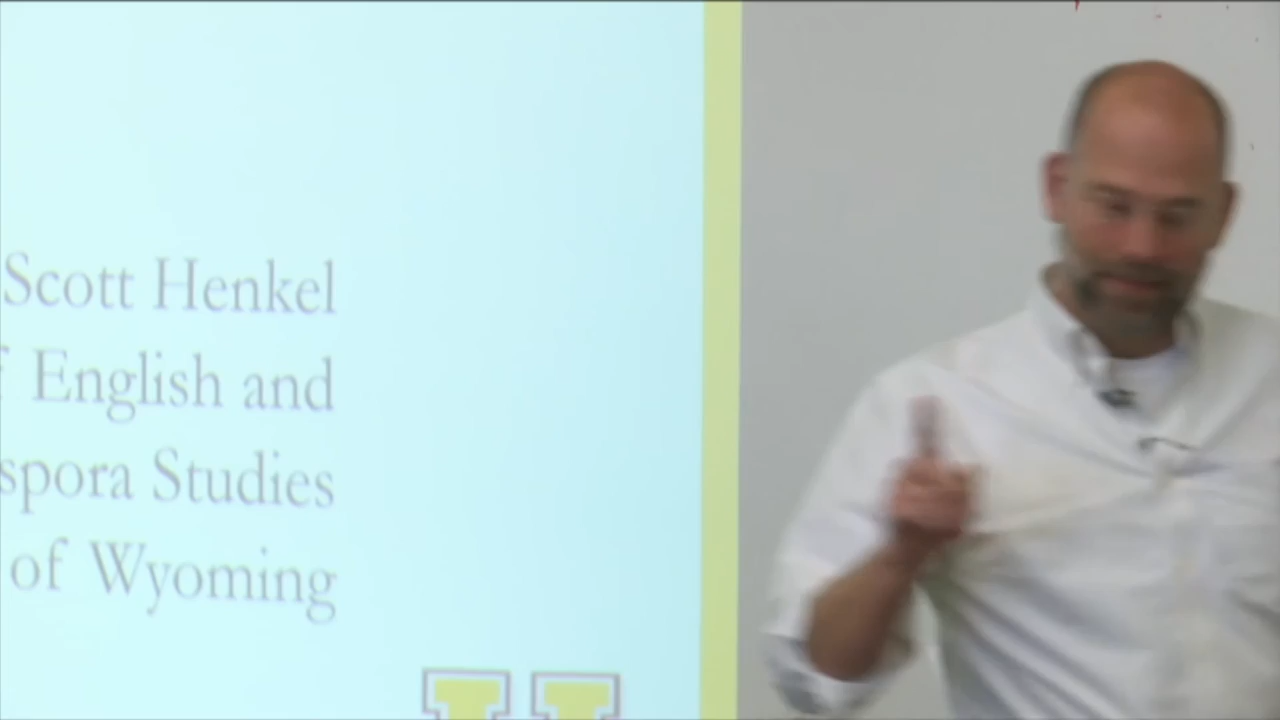 Scott Henkel
f English and
spora Studies
of Wyoming